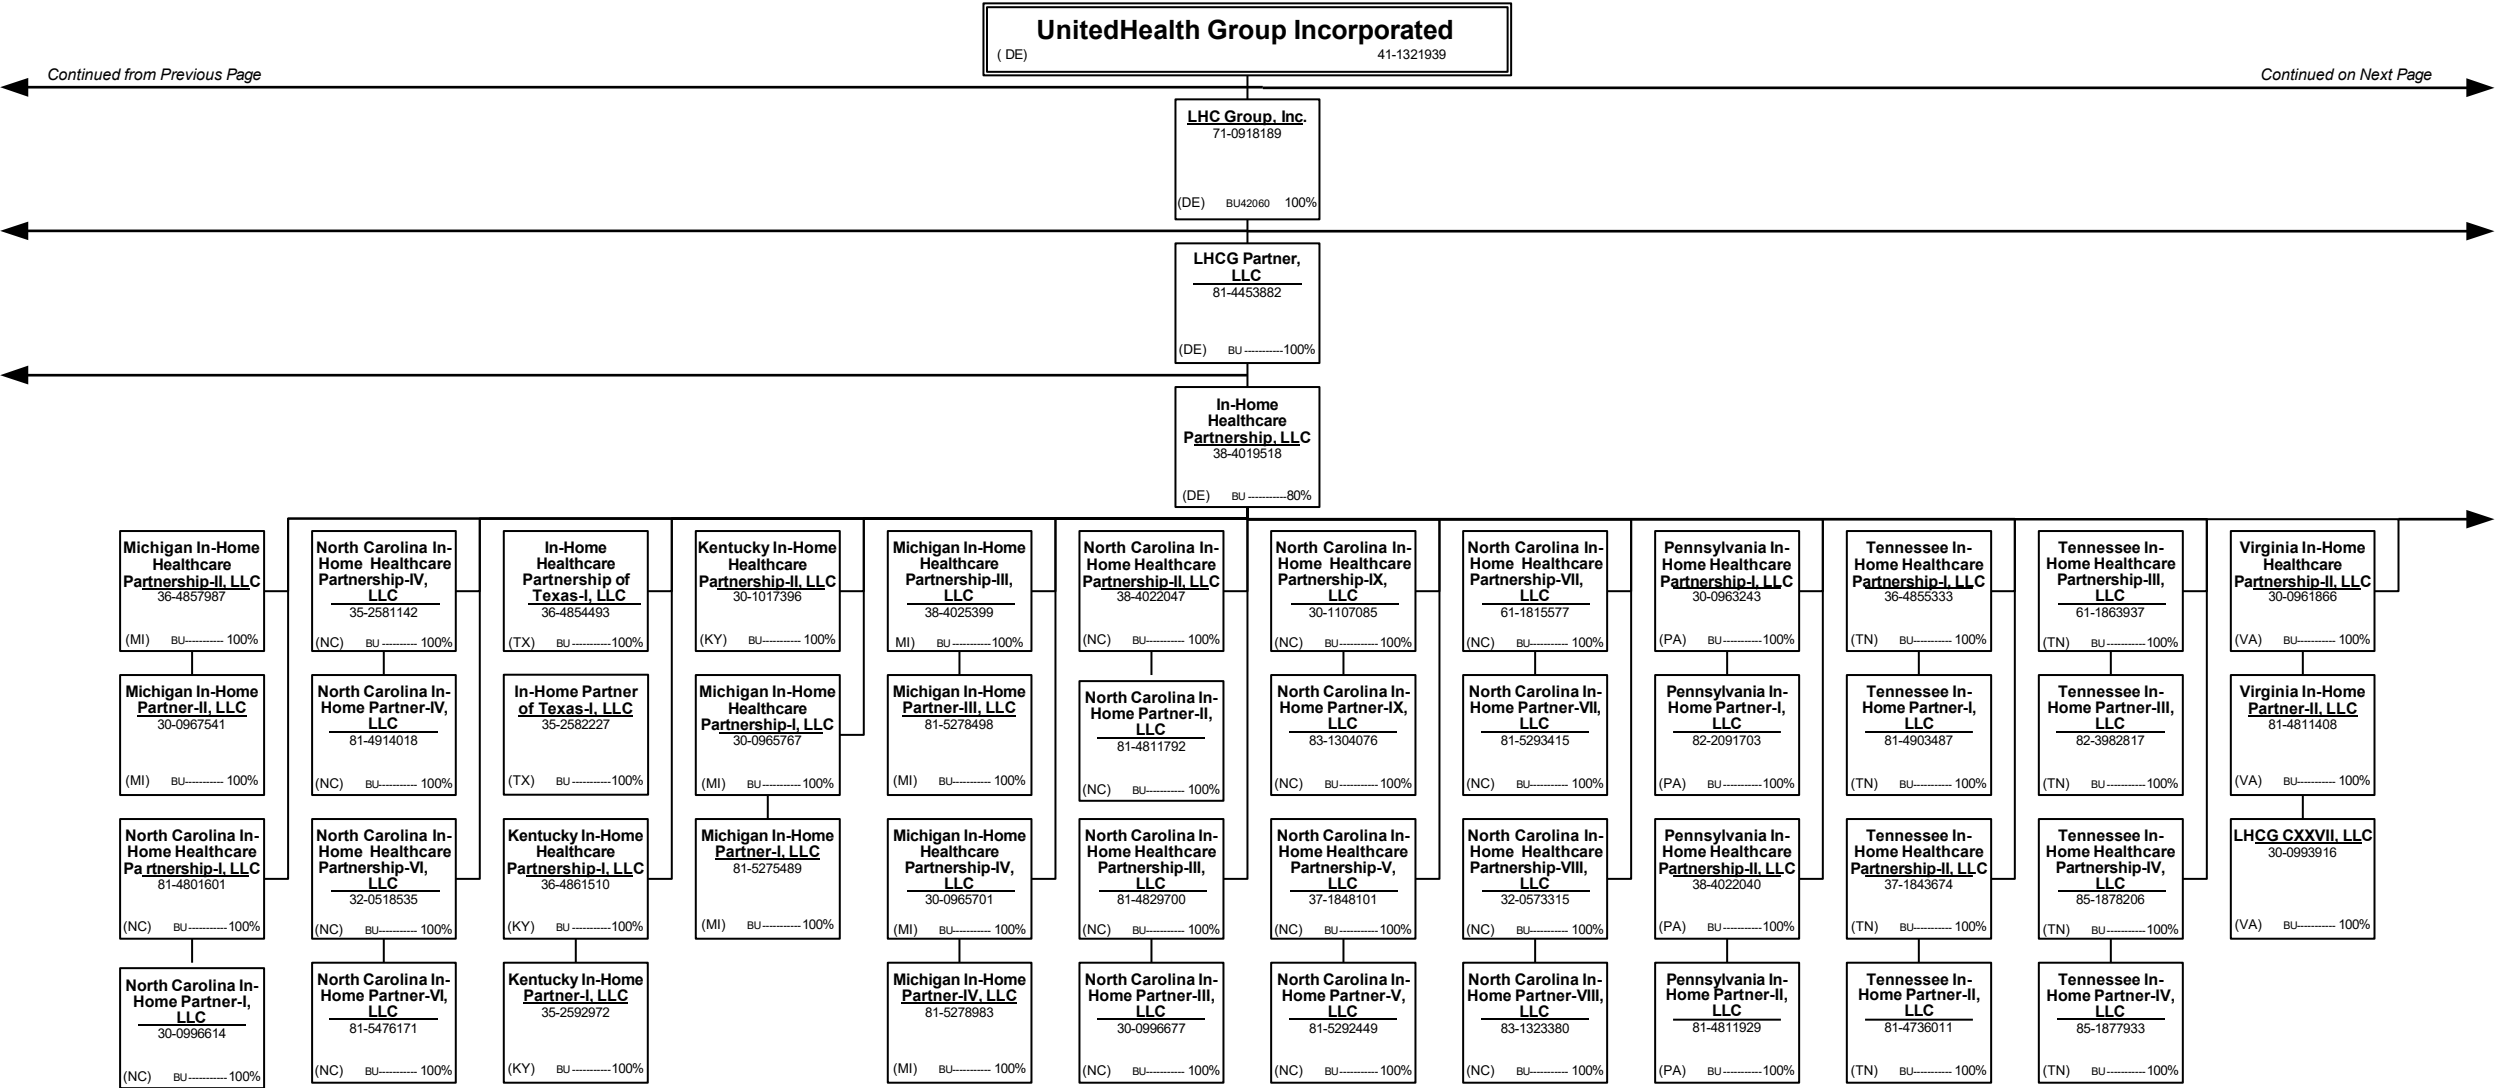 UnitedHealth Group Incorporated
( DE) 41-1321939
Continued from Previous Page
Continued on Next Page
LHC Group, Inc.
71-0918189
(DE) BU42060 100%
LHCG Partner,
LLC
81-4453882
(DE) BU -----------100%
In-Home
Healthcare
Partnership, LLC
38-4019518
(DE) BU -----------80%
Michigan In-Home
Healthcare
Partnership-II, LLC
36-4857987
(MI) BU----------- 100%
Michigan In-Home
Partner-II, LLC
30-0967541
(MI) BU----------- 100%
North Carolina In-
Home Healthcare
Pa rtnership-I, LLC
81-4801601
(NC) BU-----------100%
North Carolina In-
Home Partner-I,
LLC
30-0996614
(NC) BU-----------100%
North Carolina In-
Home Healthcare
Partnership-IV,
LLC
35-2581142
(NC) BU ---------- 100%
North Carolina In-
Home Partner-IV,
LLC
81-4914018
(NC) BU----------- 100%
North Carolina In-
Home Healthcare
Partnership-VI,
LLC
32-0518535
(NC) BU----------- 100%
North Carolina In-
Home Partner-VI,
LLC
81-5476171
(NC) BU----------- 100%
In-Home
Healthcare
Partnership of
Texas-I, LLC
36-4854493
(TX) BU -----------100%
In-Home Partner
of Texas-I, LLC
35-2582227
(TX) BU -----------100%
Kentucky In-Home
Healthcare
Partnership-I, LLC
36-4861510
(KY) BU -----------100%
Kentucky In-Home
Partner-I, LLC
35-2592972
(KY) BU -----------100%
Kentucky In-Home
Healthcare
Partnership-II, LLC
30-1017396
(KY) BU----------- 100%
Michigan In-Home
Healthcare
Partnership-I, LLC
30-0965767
(MI) BU-----------100%
Michigan In-Home
Partner-I, LLC
81-5275489
(MI) BU-----------100%
Michigan In-Home
Healthcare
Partnership-III,
LLC
38-4025399
MI) BU -----------100%
Michigan In-Home
Partner-III, LLC
81-5278498
(MI) BU----------- 100%
Michigan In-Home
Healthcare
Partnership-IV,
LLC
30-0965701
(MI) BU----------- 100%
Michigan In-Home
Partner-IV, LLC
81-5278983
(MI) BU----------- 100%
North Carolina In-
Home Healthcare
Partnership-II, LLC
38-4022047
(NC) BU----------- 100%
North Carolina In-
Home Partner-II,
LLC
81-4811792
(NC) BU----------- 100%
North Carolina In-
Home Healthcare
Partnership-III,
LLC
81-4829700
(NC) BU----------- 100%
North Carolina In-
Home Partner-III,
LLC
30-0996677
(NC) BU----------- 100%
North Carolina In-
Home Healthcare
Partnership-IX,
LLC
30-1107085
(NC) BU-----------100%
North Carolina In-
Home Partner-IX,
LLC
83-1304076
(NC) BU-----------100%
North Carolina In-
Home Healthcare
Partnership-V,
LLC
37-1848101
(NC) BU-----------100%
North Carolina In-
Home Partner-V,
LLC
81-5292449
(NC) BU-----------100%
North Carolina In-
Home Healthcare
Partnership-VII,
LLC
61-1815577
(NC) BU----------- 100%
North Carolina In-
Home Partner-VII,
LLC
81-5293415
(NC) BU----------- 100%
North Carolina In-
Home Healthcare
Partnership-VIII,
LLC
32-0573315
(NC) BU----------- 100%
North Carolina In-
Home Partner-VIII,
LLC
83-1323380
(NC) BU----------- 100%
Pennsylvania In-
Home Healthcare
Partnership-I, LLC
30-0963243
(PA) BU-----------100%
Pennsylvania In-
Home Partner-I,
LLC
82-2091703
(PA) BU-----------100%
Pennsylvania In-
Home Healthcare
Partnership-II, LLC
38-4022040
(PA) BU-----------100%
Pennsylvania In-
Home Partner-II,
LLC
81-4811929
(PA) BU-----------100%
Tennessee In-
Home Healthcare
Partnership-I, LLC
36-4855333
(TN) BU----------- 100%
Tennessee In-
Home Partner-I,
LLC
81-4903487
(TN) BU----------- 100%
Tennessee In-
Home Healthcare
Partnership-II, LLC
37-1843674
(TN) BU----------- 100%
Tennessee In-
Home Partner-II,
LLC
81-4736011
(TN) BU----------- 100%
Tennessee In-
Home Healthcare
Partnership-III,
LLC
61-1863937
(TN) BU-----------100%
Tennessee In-
Home Partner-III,
LLC
82-3982817
(TN) BU-----------100%
Tennessee In-
Home Healthcare
Partnership-IV,
LLC
85-1878206
(TN) BU-----------100%
Tennessee In-
Home Partner-IV,
LLC
85-1877933
(TN) BU-----------100%
Virginia In-Home
Healthcare
Partnership-II, LLC
30-0961866
(VA) BU----------- 100%
Virginia In-Home
Partner-II, LLC
81-4811408
(VA) BU----------- 100%
LHCG CXXVII, LLC
30-0993916
(VA) BU----------- 100%